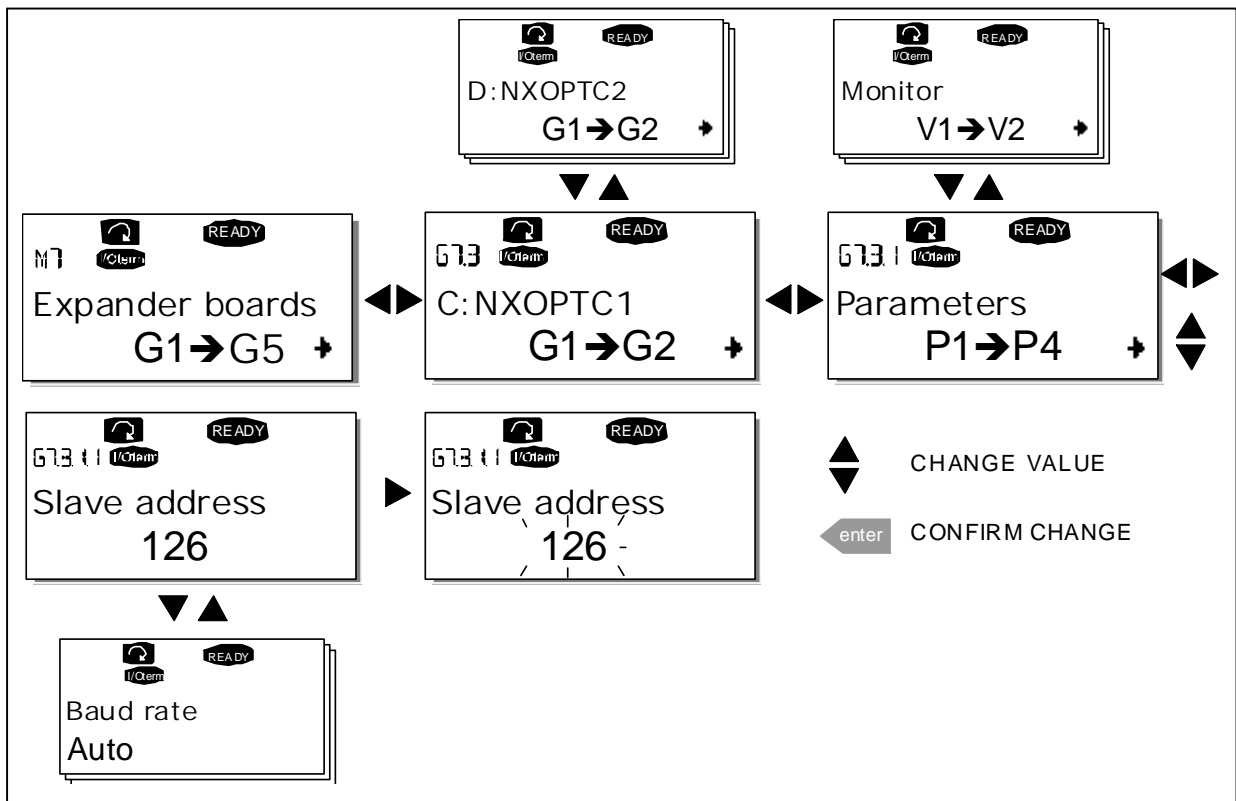 READY
I/Oterm
D:NXOPTC2
G1➔G2
READY
I/Oterm
Monitor
V1➔V2
READY
M7 I/Oterm
Expander boards
G1➔G5
READY
G7.3 I/Oterm
C:NXOPTC1
G1➔G2
READY
G7.3.1 I/Oterm
Parameters
P1➔P4
READY
G7.3.1.1 I/Oterm
Slave address
126
READY
G7.3.1.1 I/Oterm
Slave address
126
CHANGE VALUE
enter CONFIRM CHANGE
READY
I/Oterm
Baud rate
Auto